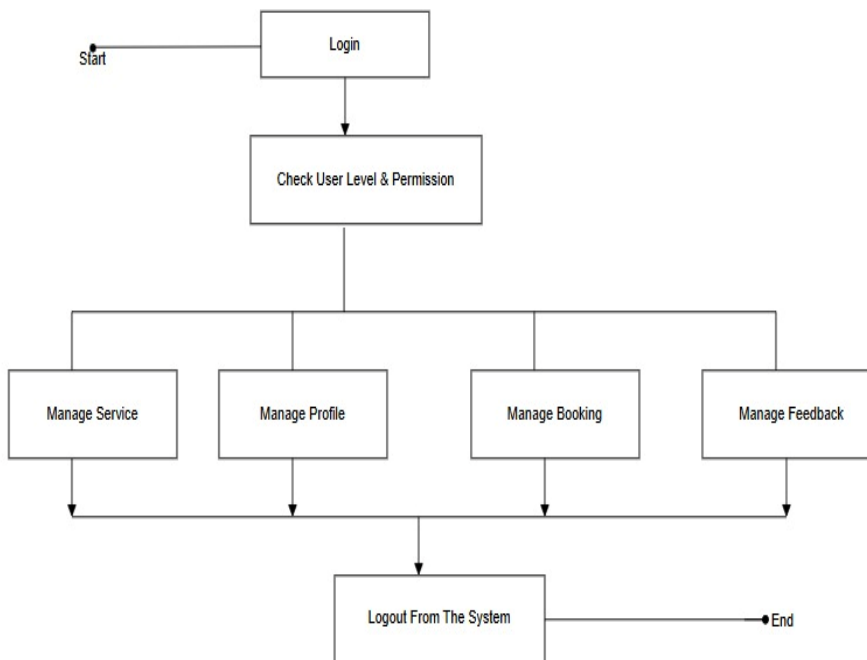 Login
Start
Check User Level & Permission
Manage Service
Manage Profile
Manage Booking
Manage Feedback
Logout From The System
End